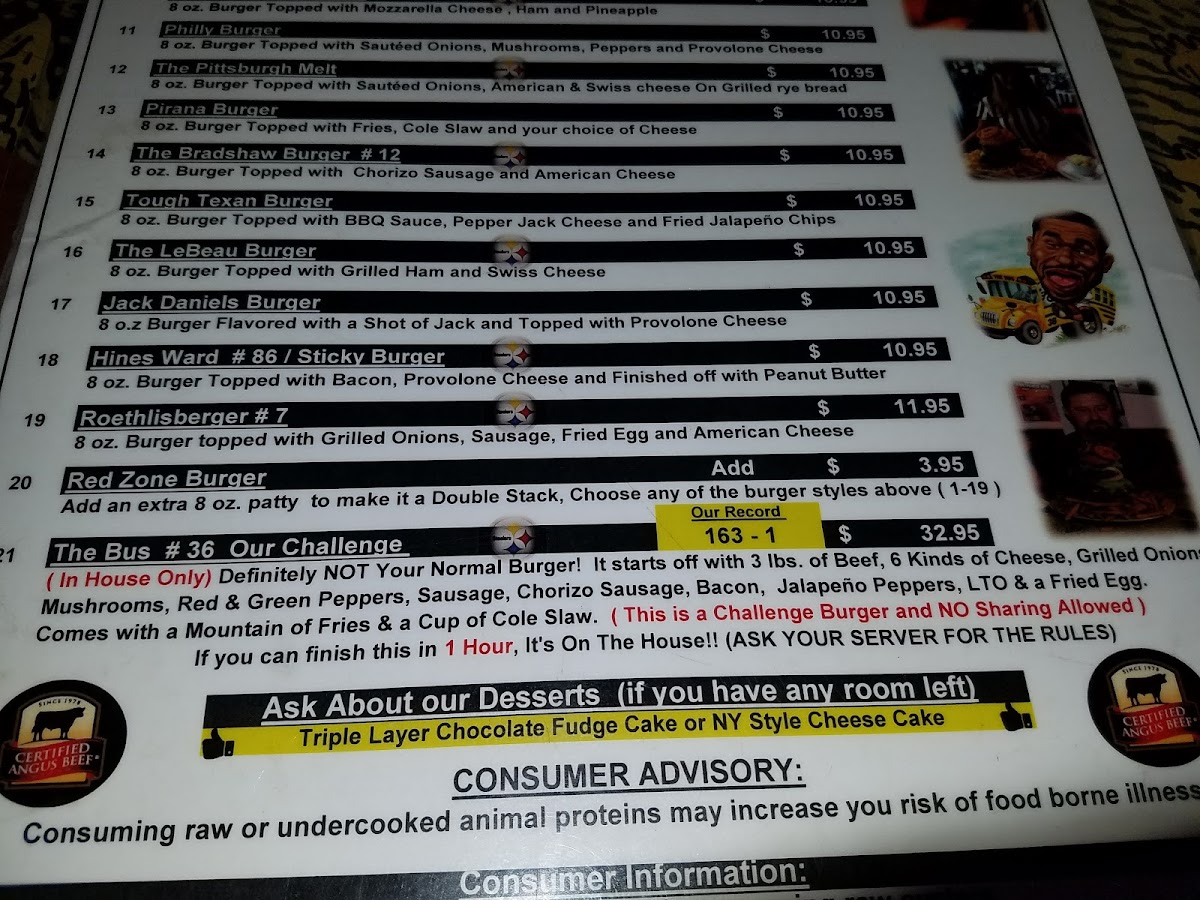 8 oz. Burger Topped with Mozzarella Cheese , Ham and Pineapple
11 Philly Burger $ 10.95
8 oz. Burger Topped with Sautéed Onions, Mushrooms, Peppers and Provolone Cheese
12 The Pittsburgh Melt $ 10.95
8 oz. Burger Topped with Sautéed Onions, American & Swiss cheese On Grilled rye bread
13 Pirana Burger $ 10.95
8 oz. Burger Topped with Fries, Cole Slaw and your choice of Cheese
14 The Bradshaw Burger # 12 $ 10.95
8 oz. Burger Topped with Chorizo Sausage and American Cheese
15 Tough Texan Burger $ 10.95
8 oz. Burger Topped with BBQ Sauce, Pepper Jack Cheese and Fried Jalapeño Chips
16 The LeBeau Burger $ 10.95
8 oz. Burger Topped with Grilled Ham and Swiss Cheese
17 Jack Daniels Burger $ 10.95
8 o.z Burger Flavored with a Shot of Jack and Topped with Provolone Cheese
18 Hines Ward # 86 / Sticky Burger $ 10.95
8 oz. Burger Topped with Bacon, Provolone Cheese and Finished off with Peanut Butter
19 Roethlisberger # 7 $ 11.95
8 oz. Burger topped with Grilled Onions, Sausage, Fried Egg and American Cheese
20 Red Zone Burger Add $ 3.95
Add an extra 8 oz. patty to make it a Double Stack, Choose any of the burger styles above ( 1-19 )
Our Record
21 The Bus # 36 Our Challenge 163 - 1 $ 32.95
( In House Only) Definitely NOT Your Normal Burger! It starts off with 3 lbs. of Beef, 6 Kinds of Cheese, Grilled Onion
Mushrooms, Red & Green Peppers, Sausage, Chorizo Sausage, Bacon, Jalapeño Peppers, LTO & a Fried Egg.
Comes with a Mountain of Fries & a Cup of Cole Slaw. ( This is a Challenge Burger and NO Sharing Allowed )
If you can finish this in 1 Hour, It's On The House!! (ASK YOUR SERVER FOR THE RULES)
Ask About our Desserts (if you have any room left)
Triple Layer Chocolate Fudge Cake or NY Style Cheese Cake
SINCE 1978
CERTIFIED
ANGUS BEEF
SINCE 1978
CERTIFIED
ANGUS BEEF
CONSUMER ADVISORY:
Consuming raw or undercooked animal proteins may increase you risk of food borne illness
Consumer Information: